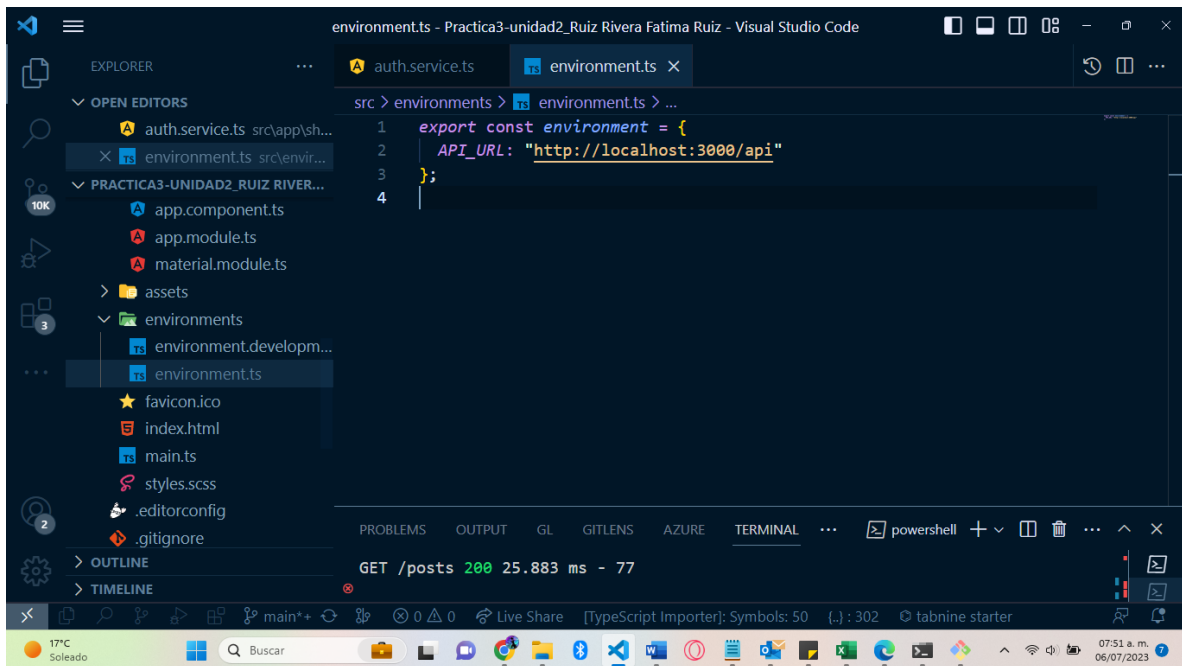 environment.ts - Practica3-unidad2_Ruiz Rivera Fatima Ruiz - Visual Studio Code
EXPLORER
OPEN EDITORS
auth.service.ts src\app\sh...
environment.ts src\envir...
PRACTICA3-UNIDAD2_RUIZ RIVER...
app.component.ts
app.module.ts
material.module.ts
assets
environments
environment.developm...
environment.ts
favicon.ico
index.html
main.ts
styles.scss
.editorconfig
.gitignore
OUTLINE
TIMELINE
10K
3
2
auth.service.ts
TS environment.ts
src > environments > TS environment.ts > ...
1 export const environment = {
2 API_URL: "http://localhost:3000/api"
3 };
4
PROBLEMS OUTPUT GL GITLENS AZURE TERMINAL ... powershell
GET /posts 200 25.883 ms - 77
main*+ 0 0 Live Share [TypeScript Importer]: Symbols: 50 {..} : 302 tabnine starter
17°C
Soleado
Buscar
07:51 a. m.
06/07/2023
7